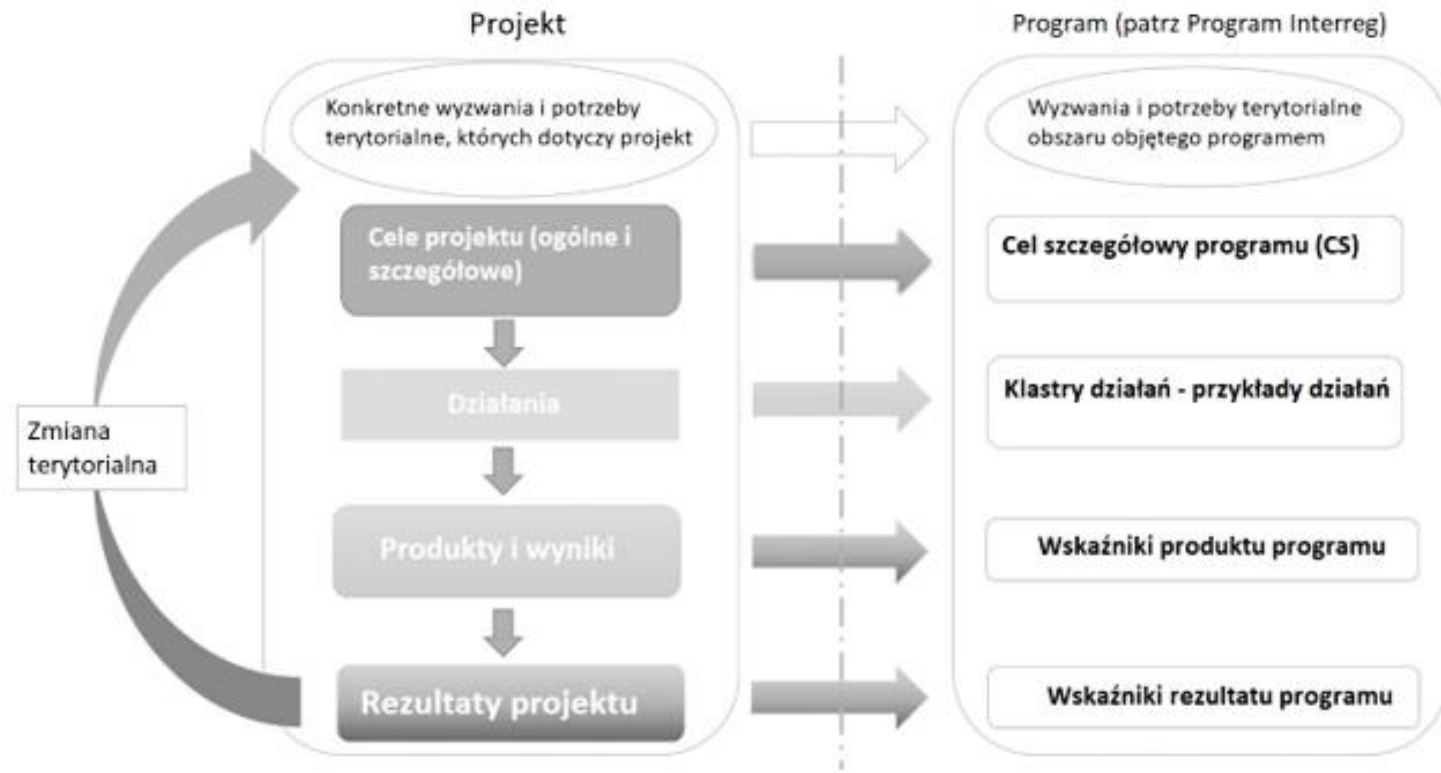 Projekt
Program (patrz Program Interreg)
Konkretne wyzwania i potrzeby
terytorialne, których dotyczy projekt
Wyzwania i potrzeby terytorialne
obszaru objętego programem
Cele projektu (ogólne i
szczegółowe)
Cel szczegółowy programu (CS)
Działania
Klastry działań - przykłady działań
Zmiana
terytorialna
Produkty i wyniki
Wskaźniki produktu programu
Rezultaty projektu
Wskaźniki rezultatu programu